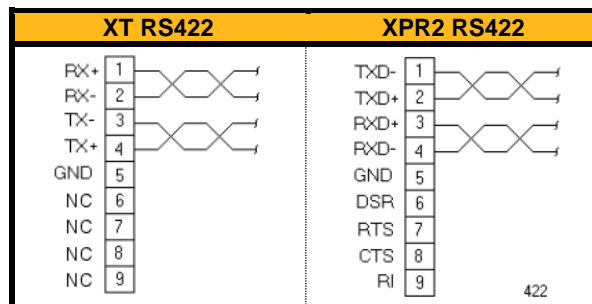 XT RS422
RX+ 1
RX- 2
TX- 3
TX+ 4
GND 5
NC 6
NC 7
NC 8
NC 9
XPR2 RS422
TXD- 1
TXD+ 2
RXD+ 3
RXD- 4
GND 5
DSR 6
RTS 7
CTS 8
RI 9
422